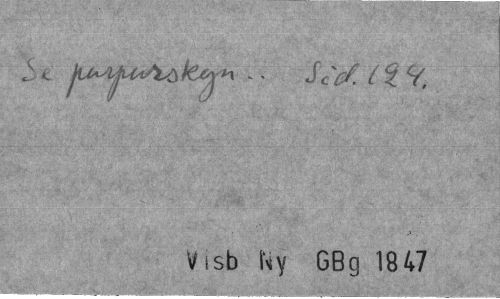 Se purpurskyn.. Sid. 124.
Visb Ny GBg 1847